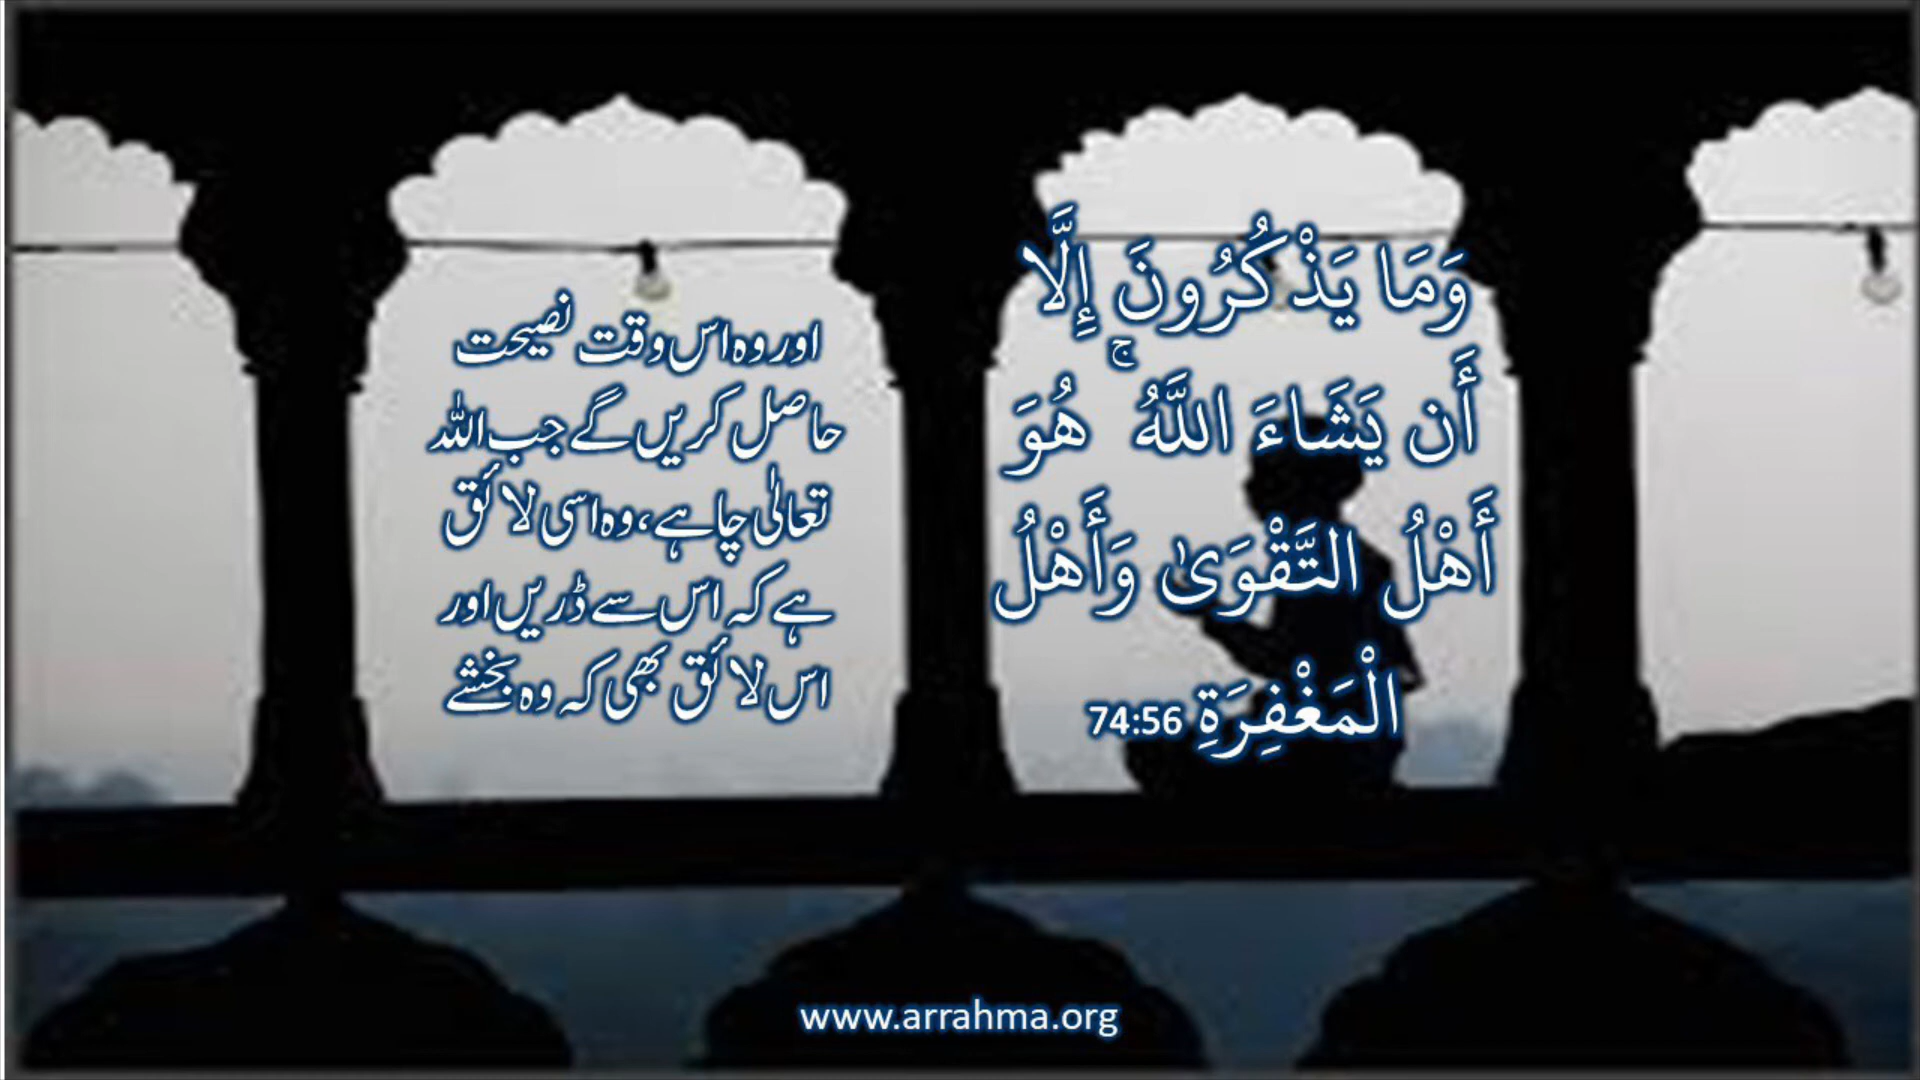 وَمَا يَذْكُرُونَ إِلَّا
أَن يَشَاءَ اللَّهُ ۚ هُوَ
أَهْلُ التَّقْوَىٰ وَأَهْلُ
الْمَغْفِرَةِ 74:56
اور وہ اس وقت نصیحت
حاصل کریں گے جب اللہ
تعالیٰ چاہے، وہ اسی لائق
ہے کہ اس سے ڈریں اور
اس لائق بھی کہ وہ بخشے
www.arrahma.org